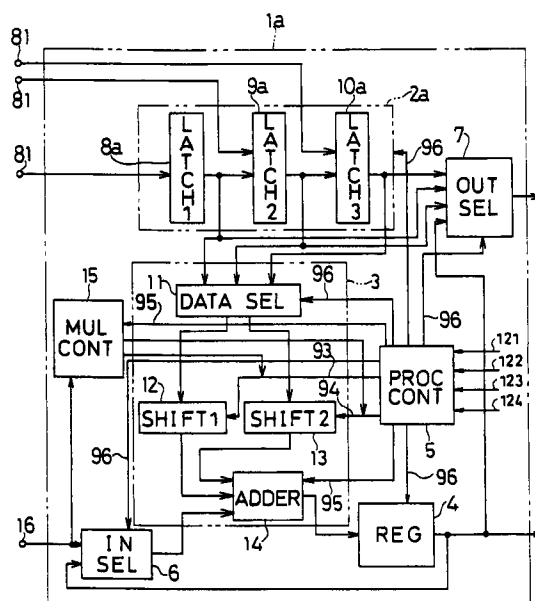 1a
81
81
9a
10a
2a
81
8a
LATCH1
LATCH2
LATCH3
96
7
OUT SEL
11
DATA SEL
96
3
96
15
95
MUL CONT
93
121
122
123
124
PROC CONT
5
12
SHIFT1
SHIFT2
94
13
96
96
95
ADDER
14
4
REG
16
IN SEL
6